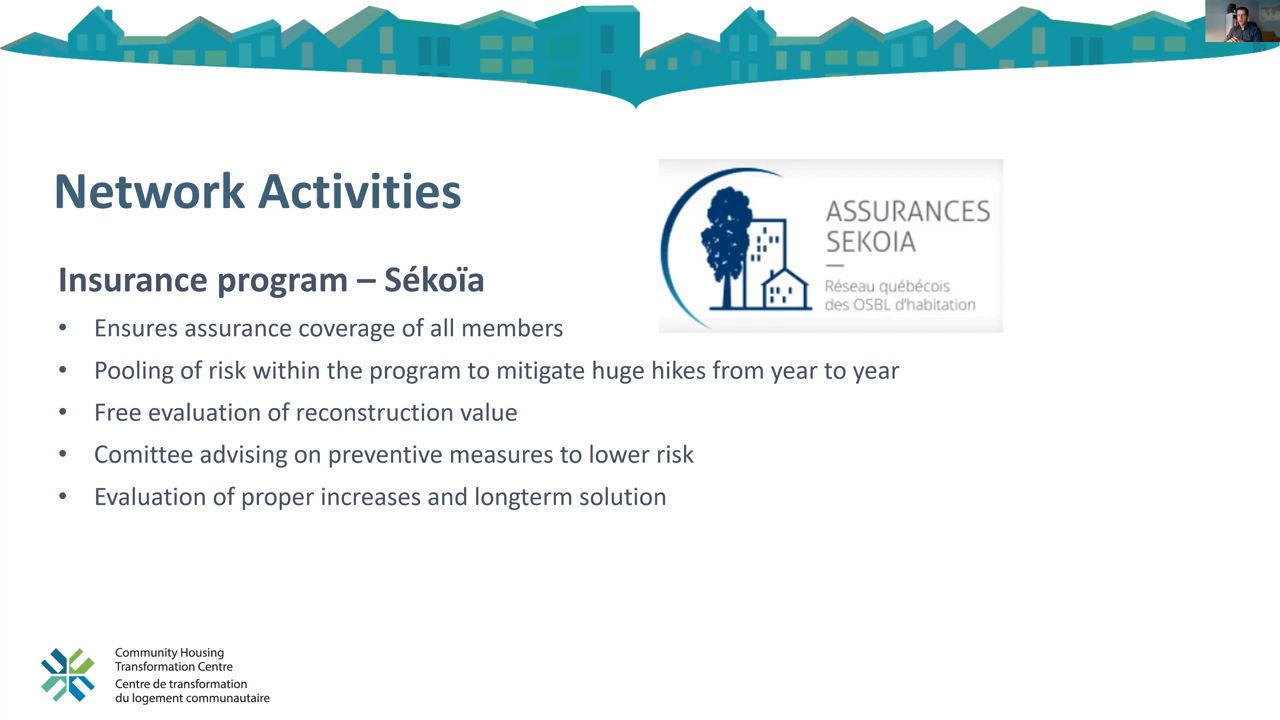 Network Activities
ASSURANCES
SEKOIA
Réseau québécois
des OSBL d'habitation
Insurance program – Sékoïa
• Ensures assurance coverage of all members
• Pooling of risk within the program to mitigate huge hikes from year to year
• Free evaluation of reconstruction value
• Comittee advising on preventive measures to lower risk
• Evaluation of proper increases and longterm solution
Community Housing
Transformation Centre
Centre de transformation
du logement communautaire